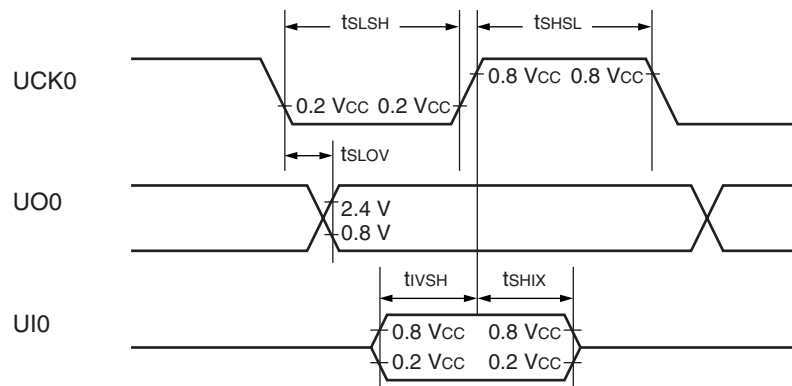 tSLSH tSHSL
UCK0
0.8 VCC 0.8 VCC
0.2 VCC 0.2 VCC
tSLOV
UO0
2.4 V
0.8 V
tIVSH tSHIX
UI0
0.8 VCC 0.8 VCC
0.2 VCC 0.2 VCC